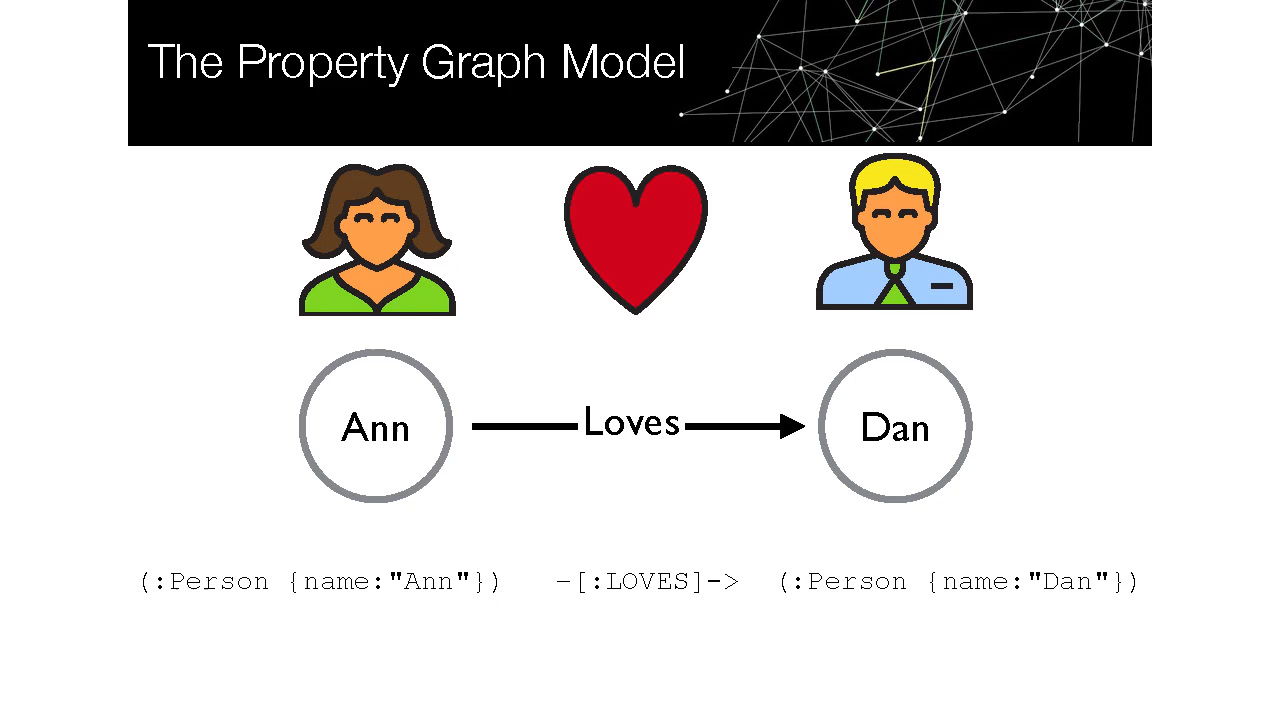 The Property Graph Model
Ann
Loves
Dan
(:Person {name:"Ann"}) –[:LOVES]-> (:Person {name:"Dan"})